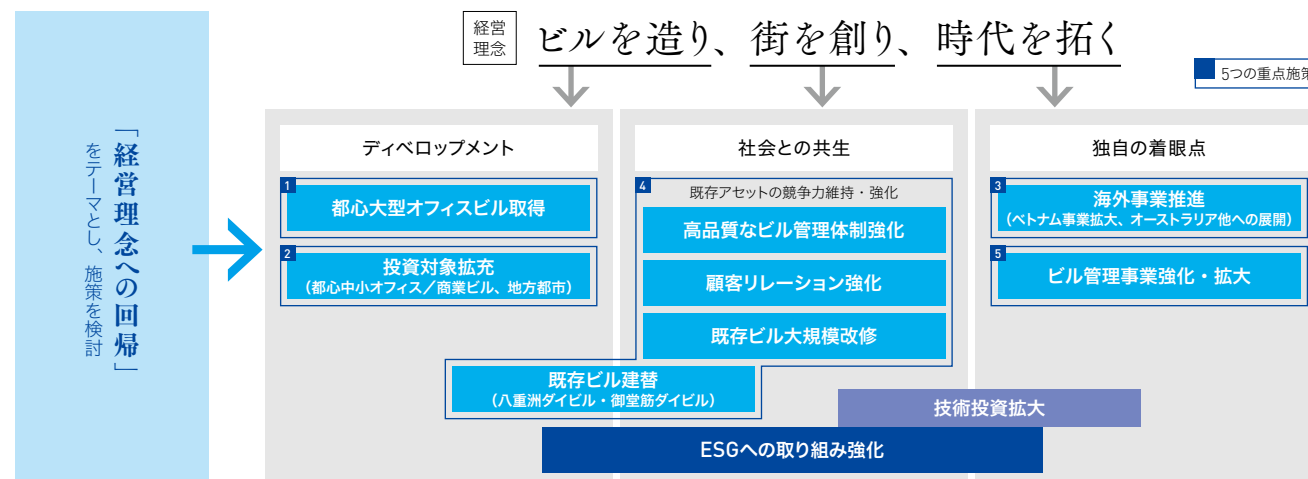 「経営理念への回帰」
をテーマとし、施策を検討
経営
理念
ビルを造り、街を創り、時代を拓く
5つの重点施策
ディベロップメント
1
都心大型オフィスビル取得
2
投資対象拡充
（都心中小オフィス／商業ビル、地方都市）
社会との共生
4
既存アセットの競争力維持・強化
高品質なビル管理体制強化
顧客リレーション強化
既存ビル大規模改修
既存ビル建替
（八重洲ダイビル・御堂筋ダイビル）
独自の着眼点
3
海外事業推進
（ベトナム事業拡大、オーストラリア他への展開）
5
ビル管理事業強化・拡大
技術投資拡大
ESGへの取り組み強化